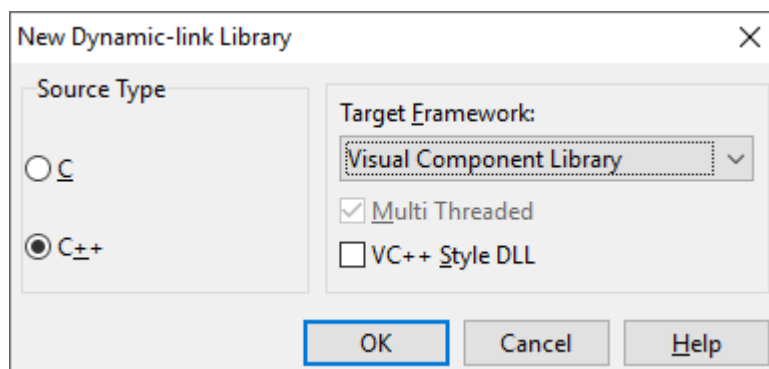 New Dynamic-link Library
Source Type
C
C++
Target Framework:
Visual Component Library
Multi Threaded
VC++ Style DLL
OK
Cancel
Help